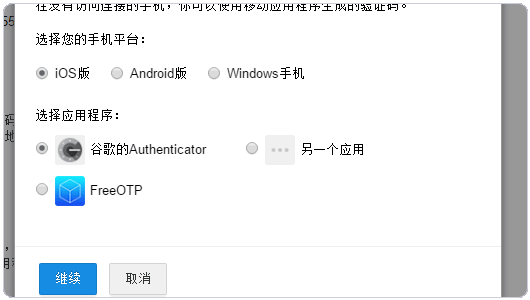 在没有访问连接的手机，你可以使用移动应用程序生成的验证码。
选择您的手机平台：
iOS版 Android版 Windows手机
选择应用程序：
谷歌的Authenticator 另一个应用
FreeOTP
继续 取消
55
码
地